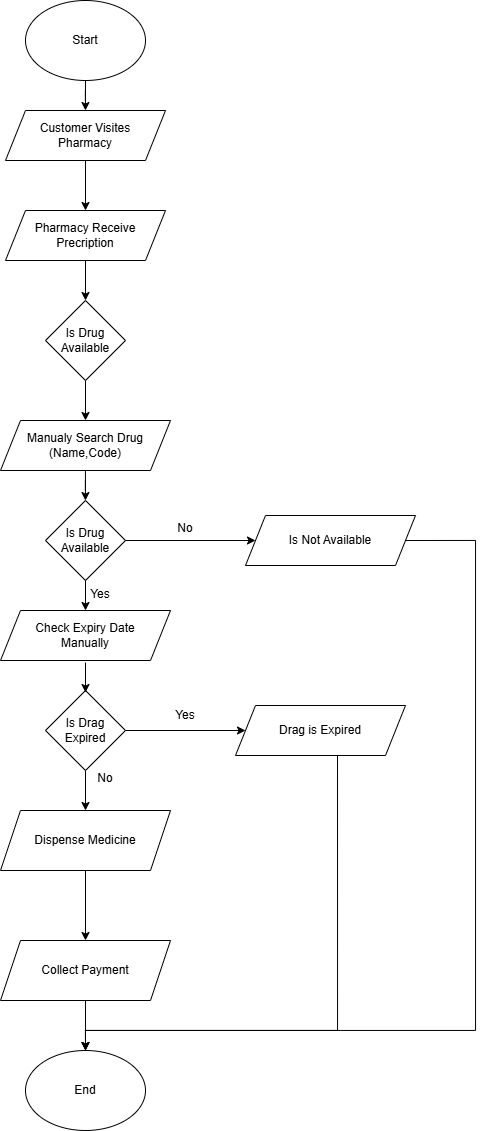 Start
Customer Visites
Pharmacy
Pharmacy Receive
Precription
Is Drug
Available
Manualy Search Drug
(Name,Code)
Is Drug
Available
No
Is Not Available
Yes
Check Expiry Date
Manually
Is Drag
Expired
Yes
Drag is Expired
No
Dispense Medicine
Collect Payment
End